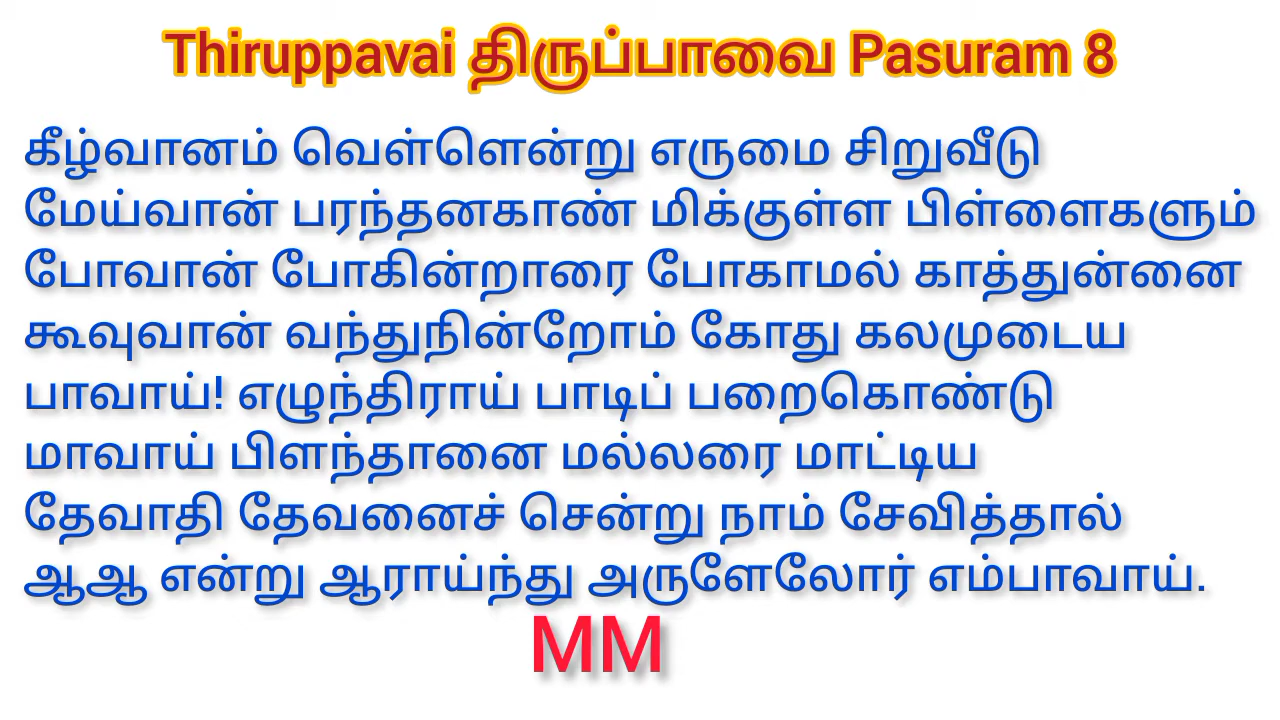 Thiruppavai திருப்பாவை Pasuram 8
கீழ்வானம் வெள்ளென்று எருமை சிறுவீடு
மேய்வான் பரந்தனகாண் மிக்குள்ள பிள்ளைகளும்
போவான் போகின்றாரை போகாமல் காத்துன்னை
கூவுவான் வந்துநின்றோம் கோது கலமுடைய
பாவாய்! எழுந்திராய் பாடிப் பறைகொண்டு
மாவாய் பிளந்தானை மல்லரை மாட்டிய
தேவாதி தேவனைச் சென்று நாம் சேவித்தால்
ஆஆ என்று ஆராய்ந்து அருளேலோர் எம்பாவாய்.
MM